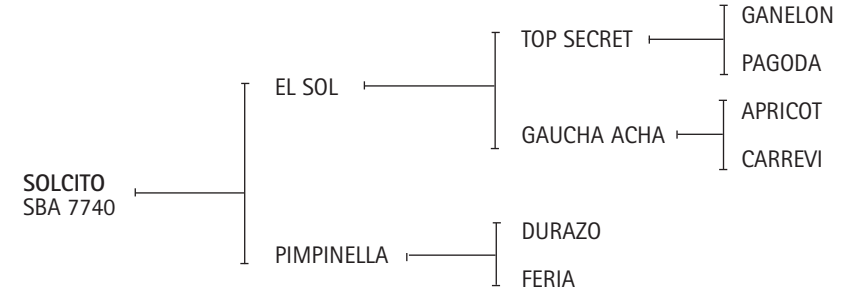 GANELON
TOP SECRET
PAGODA
EL SOL
APRICOT
GAUCHA ACHA
CARREVI
SOLCITO
SBA 7740
DURAZO
PIMPINELLA
FERIA